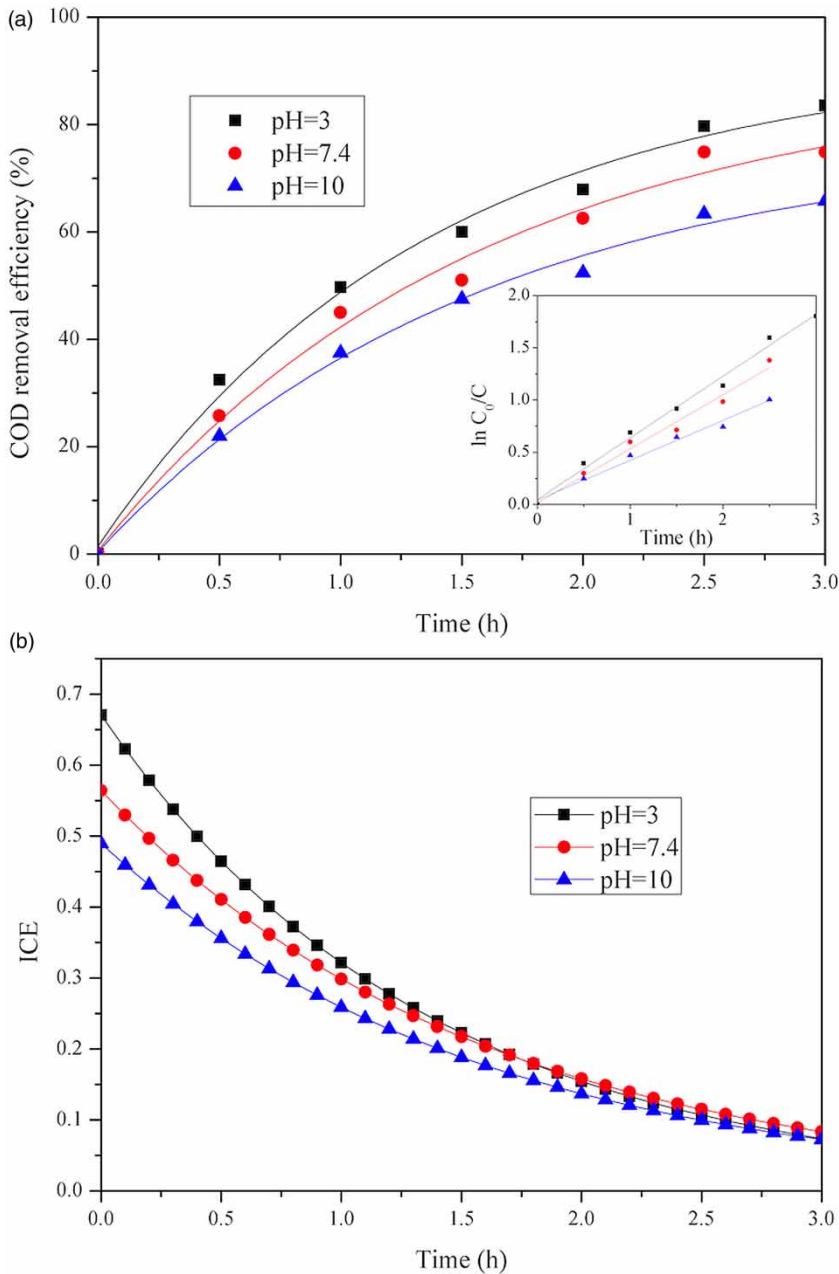 (a)
100
80
60
40
20
0
COD removal efficiency (%)
pH=3
pH=7.4
pH=10
2.0
1.5
1.0
0.5
0.0
ln C0/C
0 1 2 3
Time (h)
0.0 0.5 1.0 1.5 2.0 2.5 3.0
Time (h)
(b)
0.7
0.6
0.5
0.4
0.3
0.2
0.1
0.0
ICE
pH=3
pH=7.4
pH=10
0.0 0.5 1.0 1.5 2.0 2.5 3.0
Time (h)